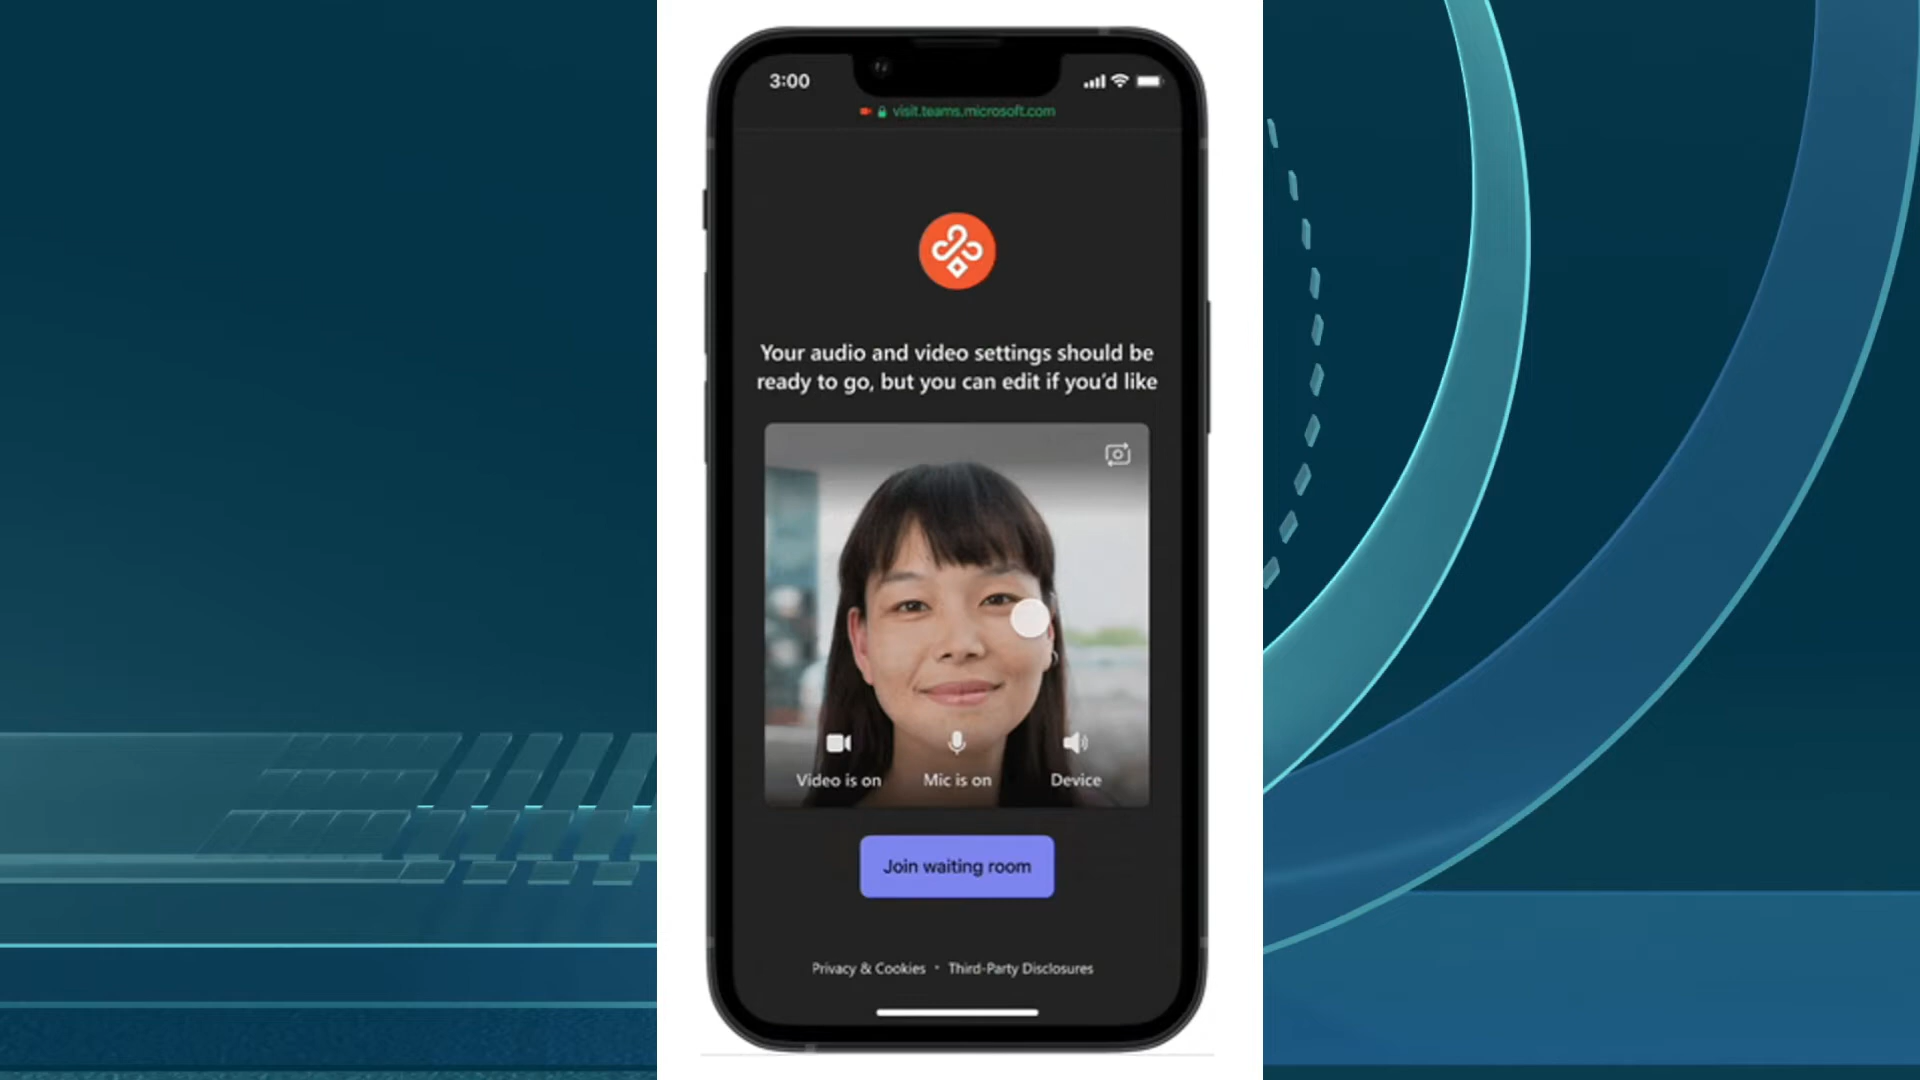 3:00
visit.teams.microsoft.com
Your audio and video settings should be
ready to go, but you can edit if you'd like
Video is on
Mic is on
Device
Join waiting room
Privacy & Cookies • Third-Party Disclosures